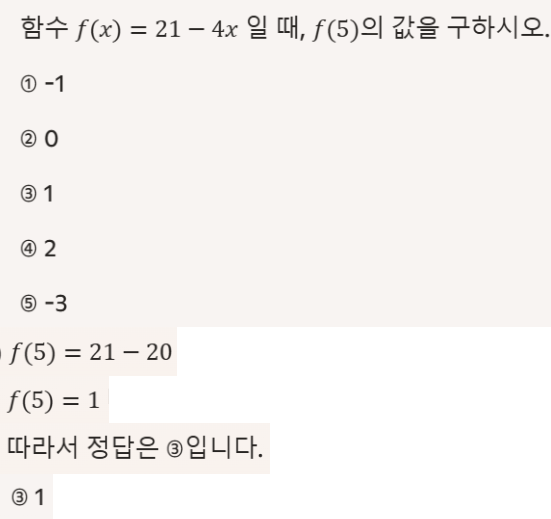 함수 f(x) = 21 − 4x 일 때, f(5)의 값을 구하시오.
① -1
② 0
③ 1
④ 2
⑤ -3
f(5) = 21 − 20
f(5) = 1
따라서 정답은 ③입니다.
③ 1